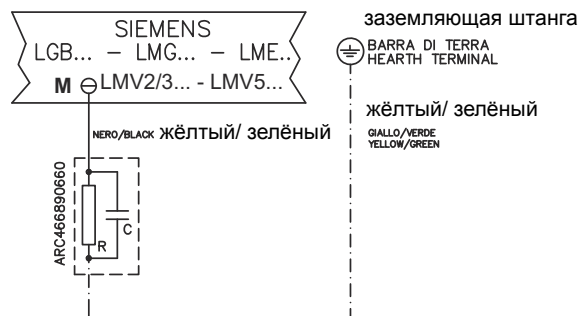 SIEMENS
LGB... – LMG... – LME...
M LMV2/3... - LMV5...
NERO/BLACK жёлтый/ зелёный
ARC466890660
R
C
заземляющая штанга
BARRA DI TERRA
HEARTH TERMINAL
жёлтый/ зелёный
GIALLO/VERDE
YELLOW/GREEN